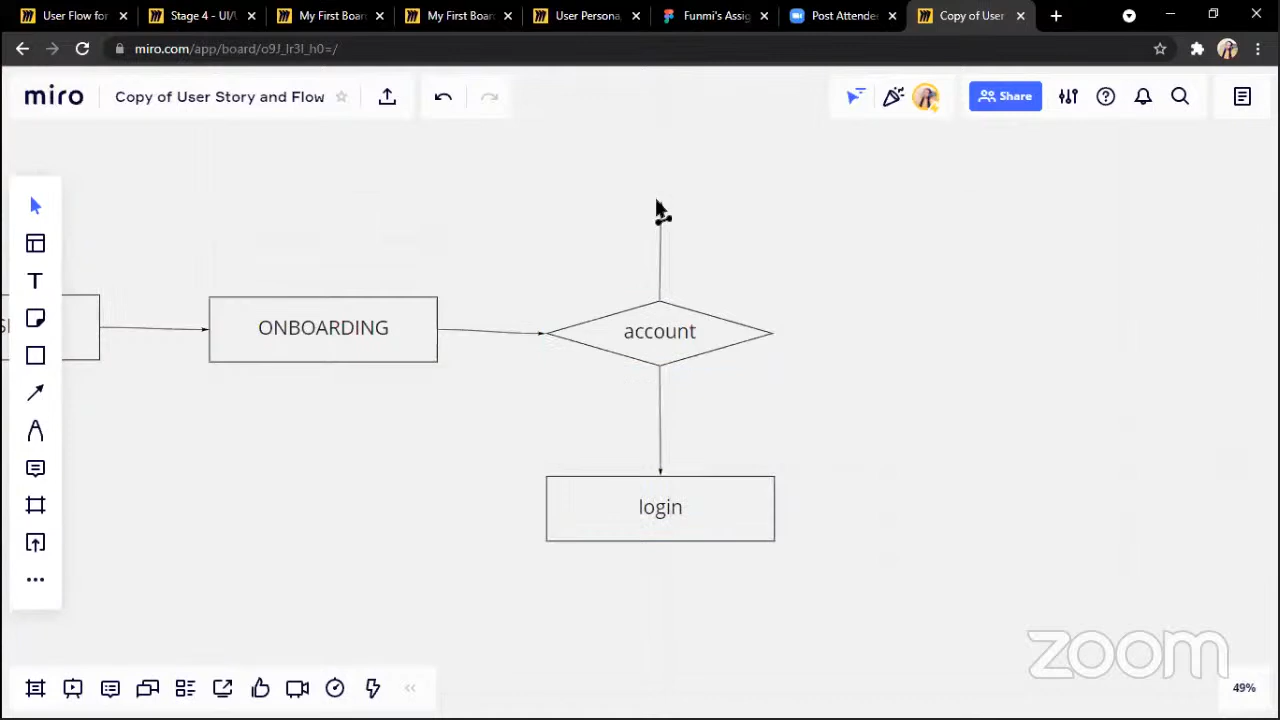 User Flow for
Stage 4 - UI/U
My First Boar
My First Boar
User Persona,
Funmi's Assig
Post Attende
Copy of User
miro.com/app/board/o9J_lr3l_h0=/
miro
Copy of User Story and Flow
Share
ONBOARDING
account
login
zoom
49%